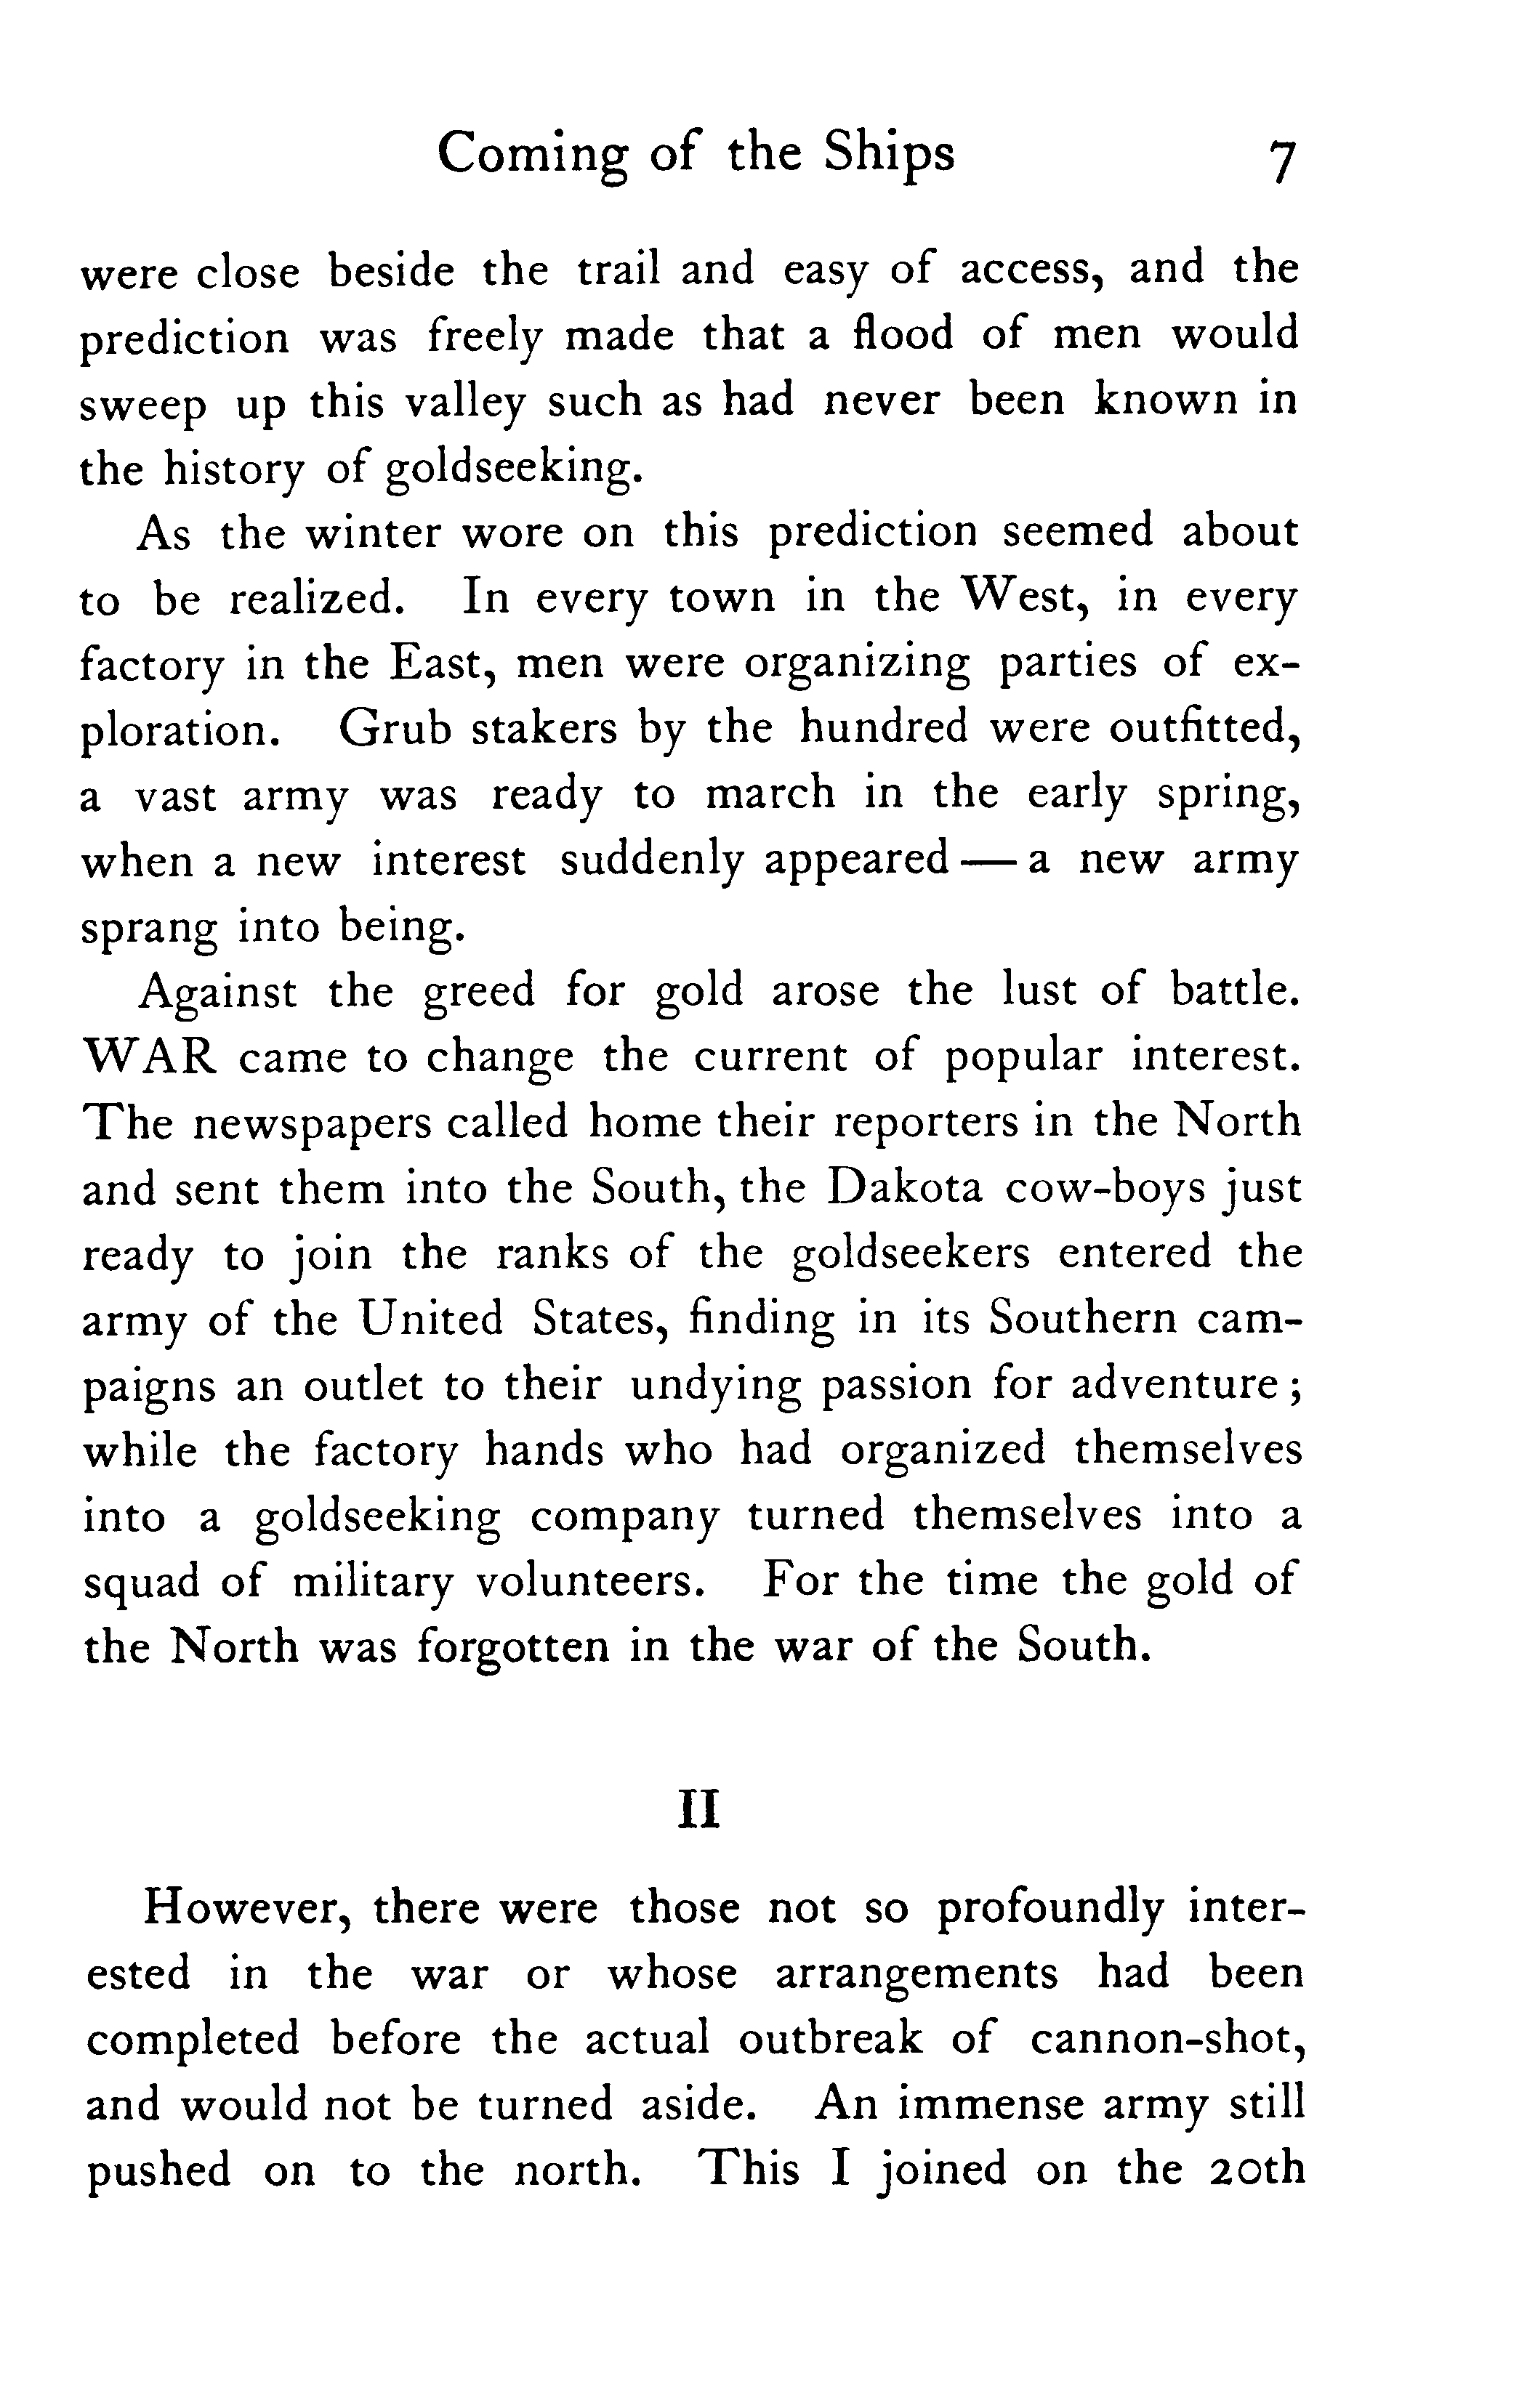 Coming of the Ships 7
were close beside the trail and easy of access, and the
prediction was freely made that a flood of men would
sweep up this valley such as had never been known in
the history of goldseeking.
As the winter wore on this prediction seemed about
to be realized. In every town in the West, in every
factory in the East, men were organizing parties of ex-
ploration. Grub stakers by the hundred were outfitted,
a vast army was ready to march in the early spring,
when a new interest suddenly appeared — a new army
sprang into being.
Against the greed for gold arose the lust of battle.
WAR came to change the current of popular interest.
The newspapers called home their reporters in the North
and sent them into the South, the Dakota cow-boys just
ready to join the ranks of the goldseekers entered the
army of the United States, finding in its Southern cam-
paigns an outlet to their undying passion for adventure;
while the factory hands who had organized themselves
into a goldseeking company turned themselves into a
squad of military volunteers. For the time the gold of
the North was forgotten in the war of the South.
II
However, there were those not so profoundly inter-
ested in the war or whose arrangements had been
completed before the actual outbreak of cannon-shot,
and would not be turned aside. An immense army still
pushed on to the north. This I joined on the 20th